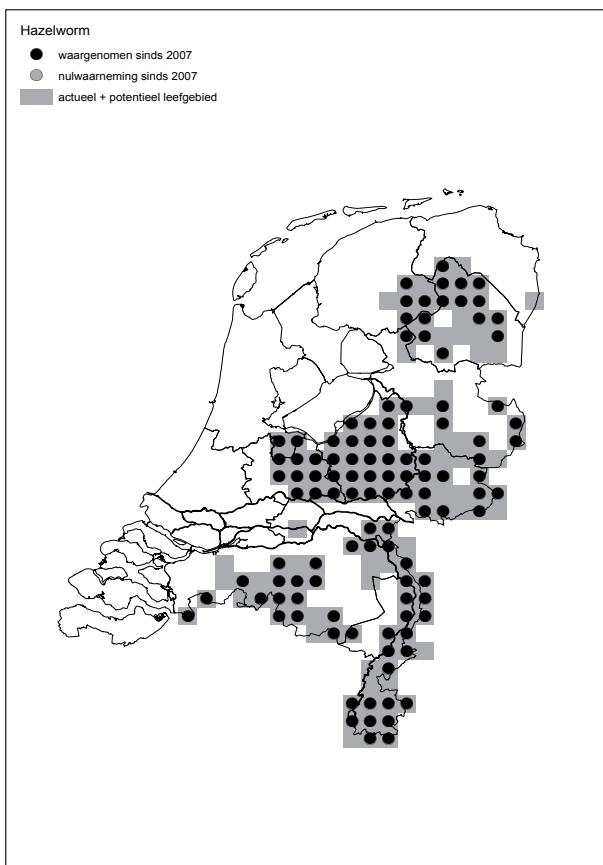 Hazelworm
waargenomen sinds 2007
nulwaarneming sinds 2007
actueel + potentieel leefgebied